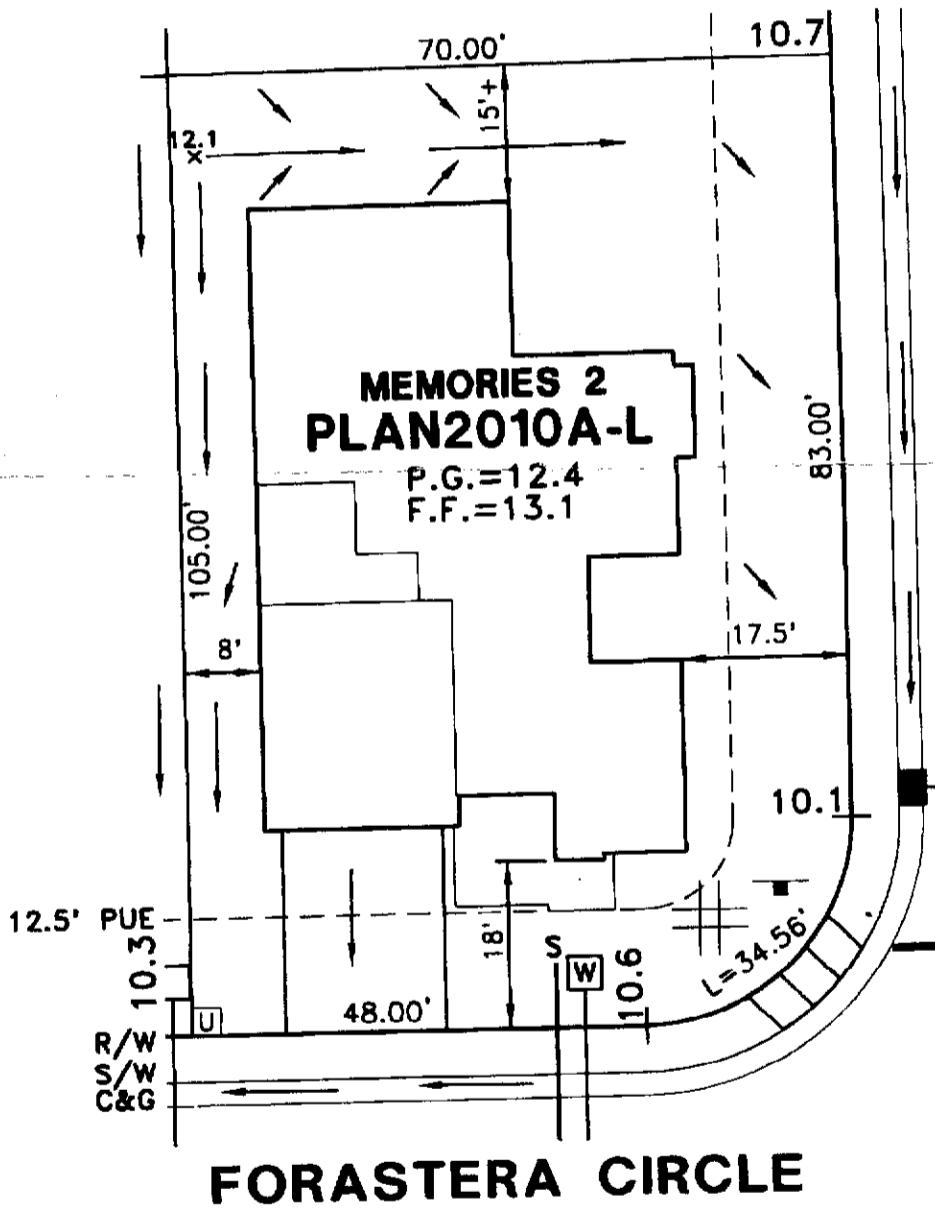 70.00'
10.7
15'+
12.1
x
MEMORIES 2
PLAN2010A-L
P.G.=12.4
F.F.=13.1
83.00'
105.00'
8'
17.5'
10.1
12.5' PUE
10.3
18'
S
W
10.6
L=34.56'
U
48.00'
R/W
S/W
C&G
FORASTERA CIRCLE